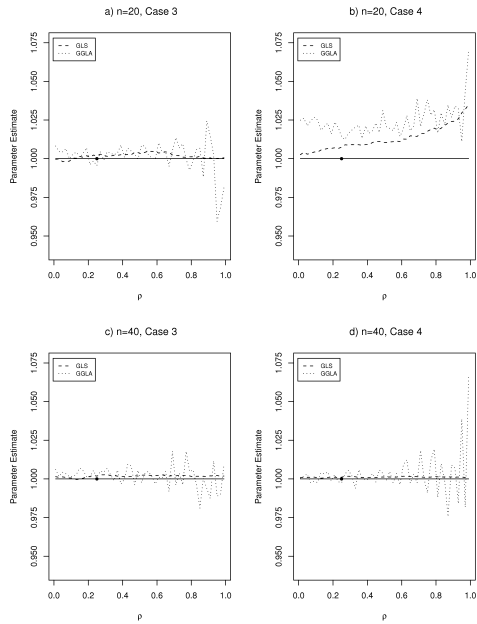 a) n=20, Case 3
GLS
GGLA
Parameter Estimate
0.950 0.975 1.000 1.025 1.050 1.075
0.0 0.2 0.4 0.6 0.8 1.0
ρ
b) n=20, Case 4
GLS
GGLA
Parameter Estimate
0.950 0.975 1.000 1.025 1.050 1.075
0.0 0.2 0.4 0.6 0.8 1.0
ρ
c) n=40, Case 3
GLS
GGLA
Parameter Estimate
0.950 0.975 1.000 1.025 1.050 1.075
0.0 0.2 0.4 0.6 0.8 1.0
ρ
d) n=40, Case 4
GLS
GGLA
Parameter Estimate
0.950 0.975 1.000 1.025 1.050 1.075
0.0 0.2 0.4 0.6 0.8 1.0
ρ